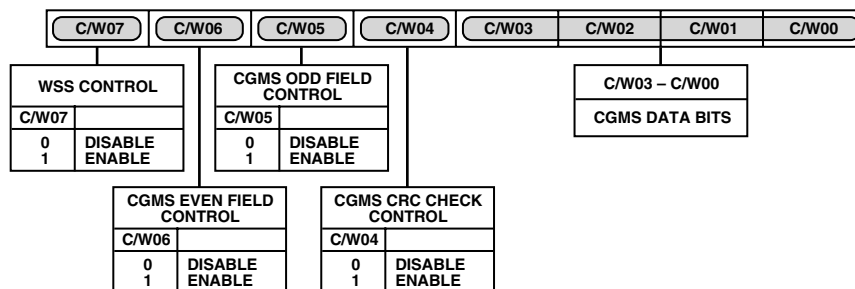 C/W07 C/W06 C/W05 C/W04 C/W03 C/W02 C/W01 C/W00
WSS CONTROL
C/W07
0 DISABLE
1 ENABLE
CGMS ODD FIELD
CONTROL
C/W05
0 DISABLE
1 ENABLE
C/W03 – C/W00
CGMS DATA BITS
CGMS EVEN FIELD
CONTROL
C/W06
0 DISABLE
1 ENABLE
CGMS CRC CHECK
CONTROL
C/W04
0 DISABLE
1 ENABLE